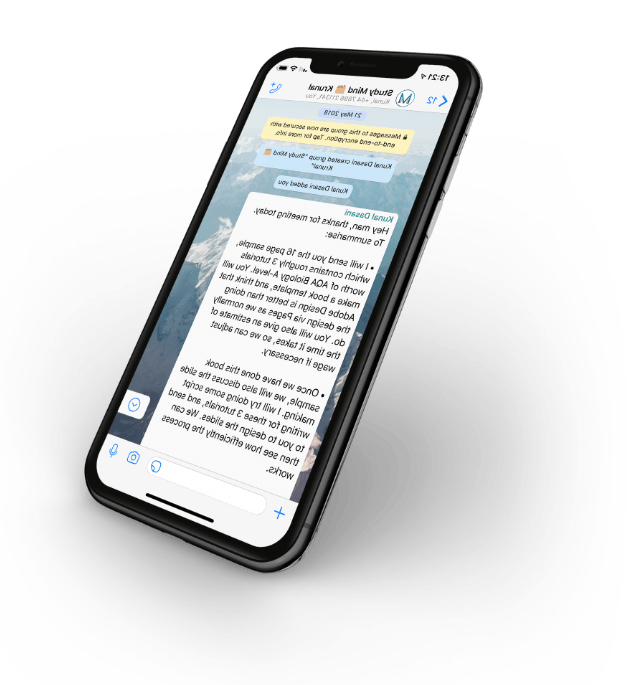 13:21
12
Study Mind Krunal
21 May 2018
Messages to this group are now secured with
end-to-end encryption. Tap for more info.
Kunal Dasani created group "Study Mind
Krunal"
Kunal Dasani added you
Kunal Dasani
Hey man, thanks for meeting today.
To summarise:
• I will send you the 16 page sample,
which contains roughly 3 tutorials
worth of AQA Biology A-level. You will
make a book template, and think that
Adobe Design is better than doing
the design via Pages as we normally
do. You will also give an estimate of
the time it takes, so we can adjust
wage if necessary.
• Once we have done this book
sample, we will also discuss the slide
making. I will try doing some script
writing for these 3 tutorials, and send
to you to design the slides. We can
then see how efficiently the process
works.